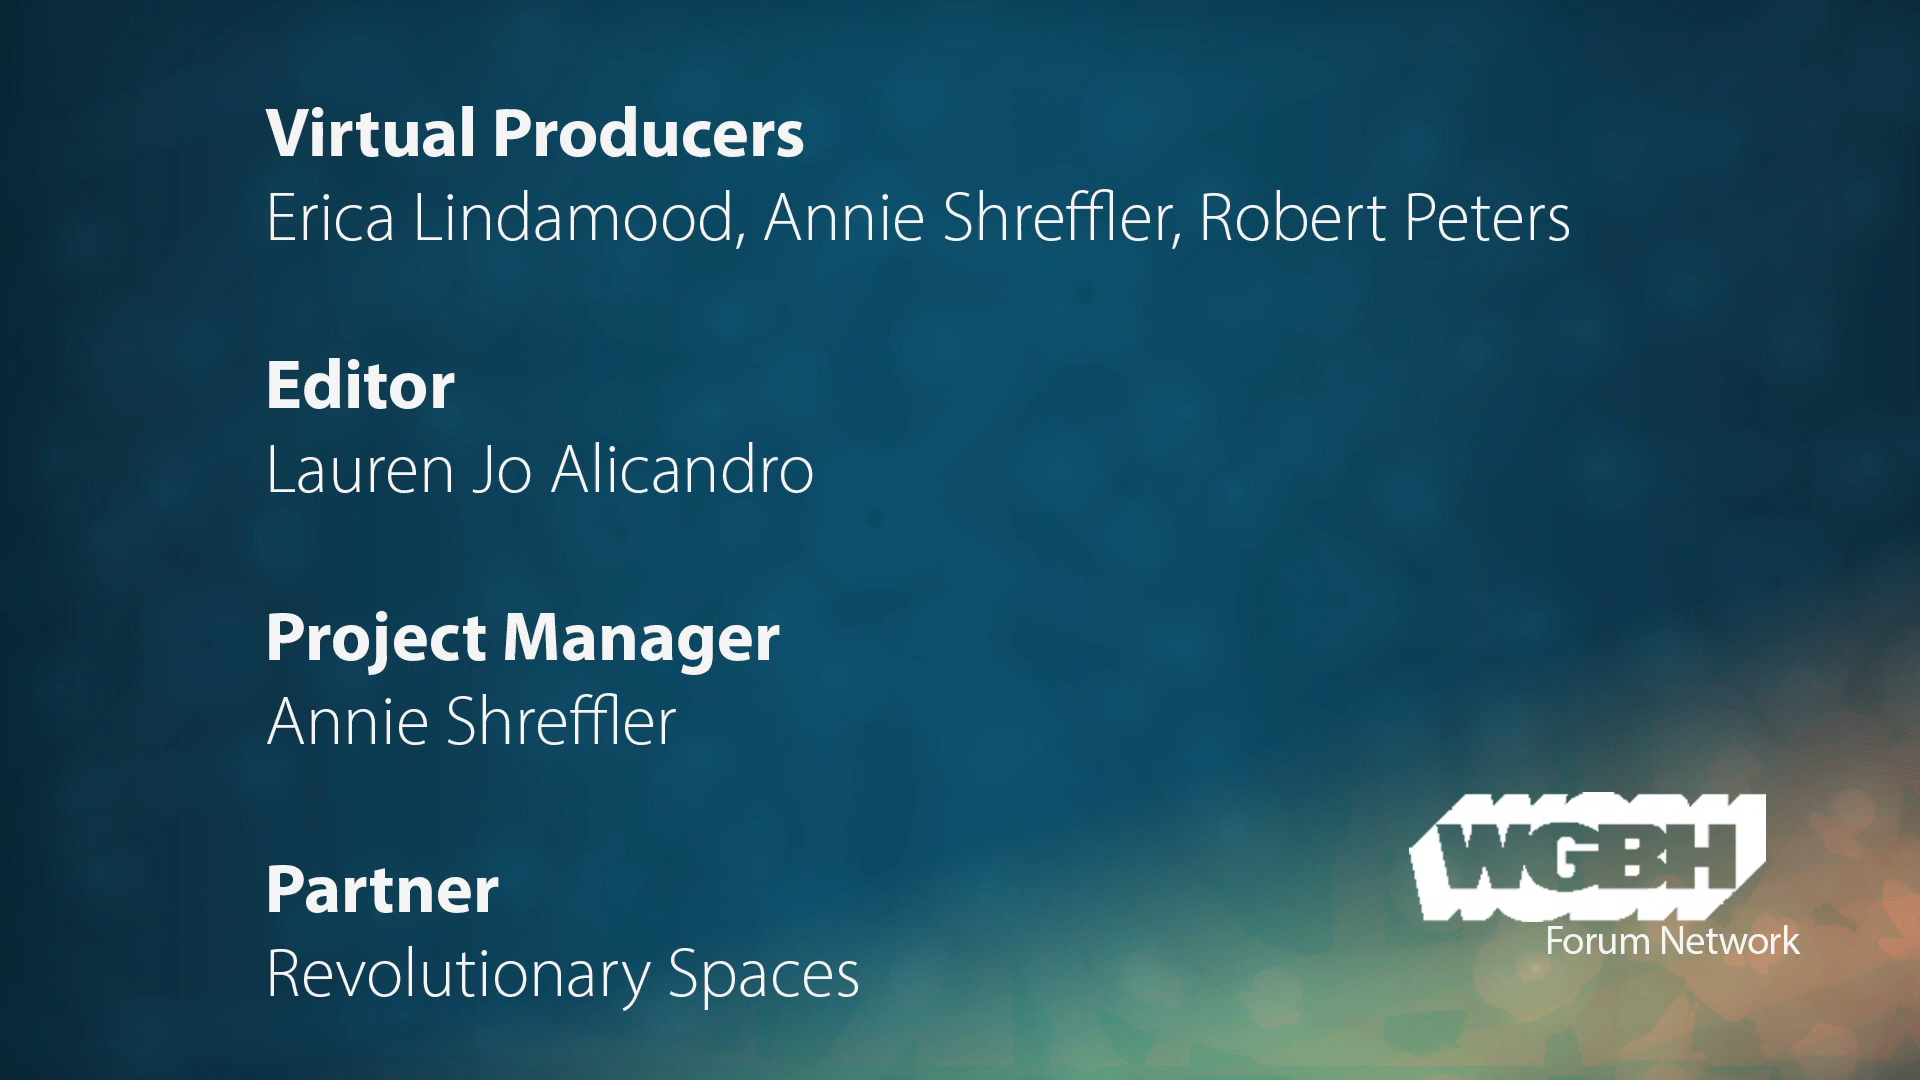 Virtual Producers
Erica Lindamood, Annie Shreffler, Robert Peters
Editor
Lauren Jo Alicandro
Project Manager
Annie Shreffler
Partner
Revolutionary Spaces
WGBH
Forum Network